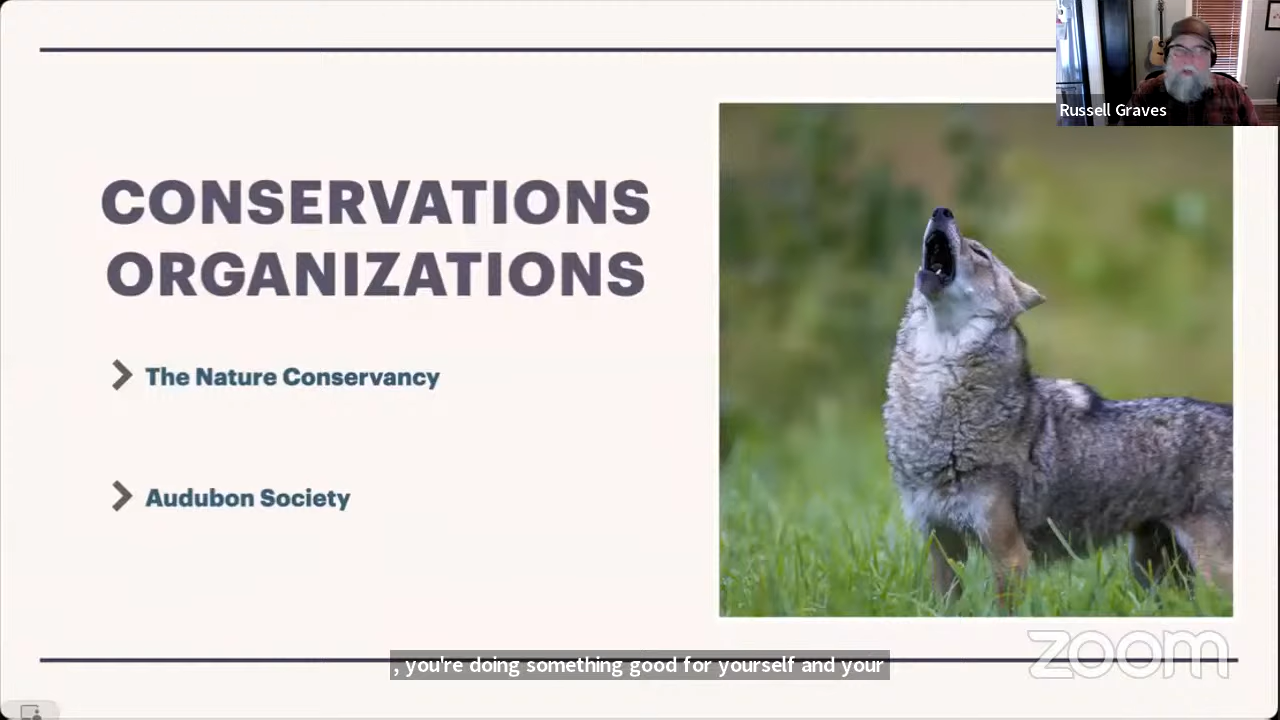 Russell Graves
CONSERVATIONS
ORGANIZATIONS
The Nature Conservancy
Audubon Society
zoom
, you're doing something good for yourself and your